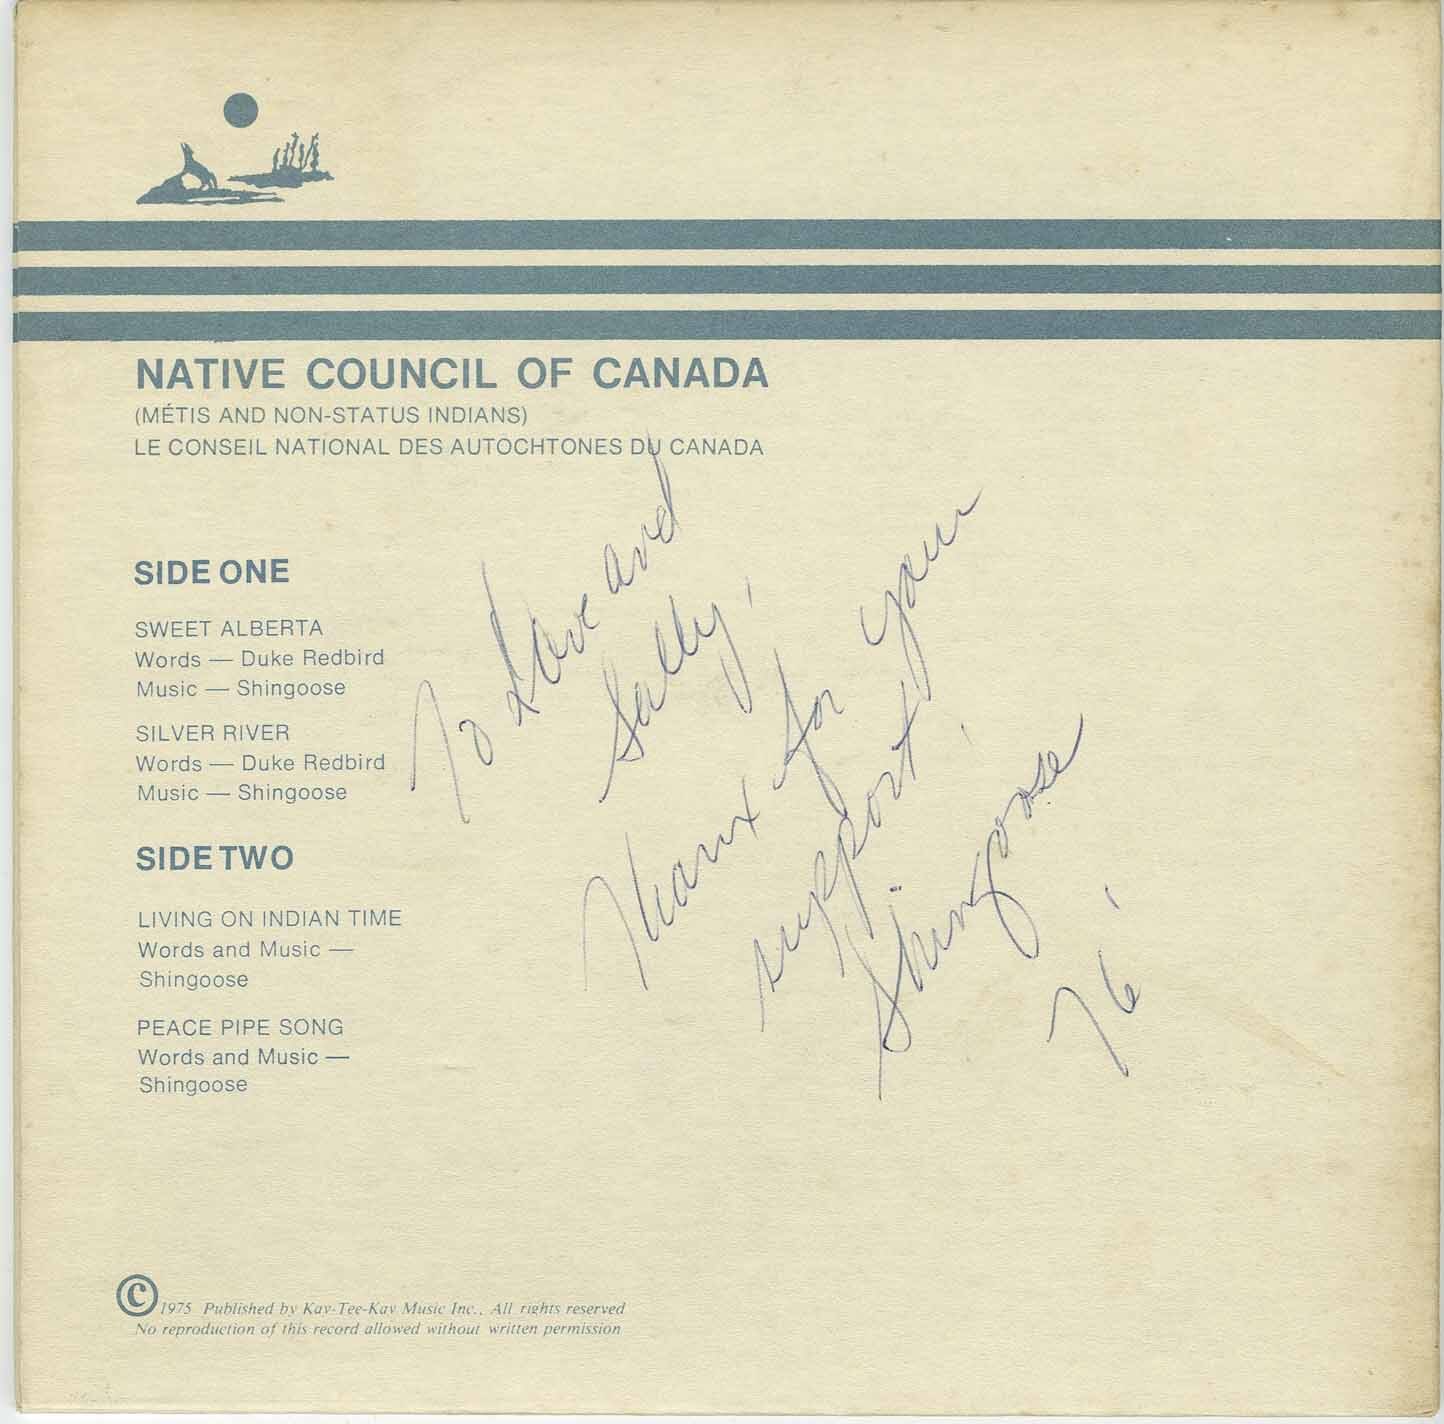 NATIVE COUNCIL OF CANADA
(MÉTIS AND NON-STATUS INDIANS)
LE CONSEIL NATIONAL DES AUTOCHTONES DU CANADA
SIDE ONE
SWEET ALBERTA
Words — Duke Redbird
Music — Shingoose
SILVER RIVER
Words — Duke Redbird
Music — Shingoose
SIDE TWO
LIVING ON INDIAN TIME
Words and Music —
Shingoose
PEACE PIPE SONG
Words and Music —
Shingoose
To and
Sally!
Thanx for your
support!
Shingoose
76'
© 1975 Published by Kay-Tee-Kay Music Inc., All rights reserved
No reproduction of this record allowed without written permission